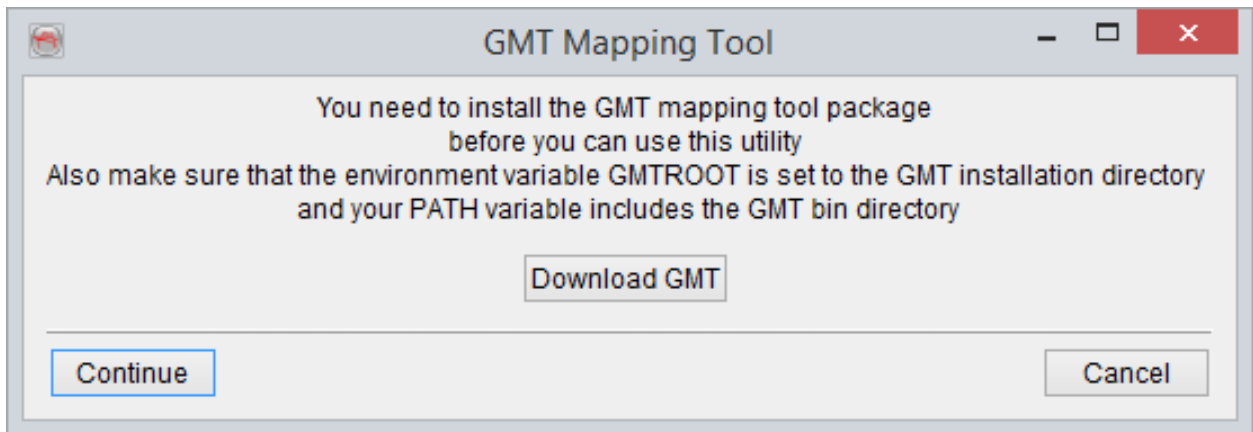 GMT Mapping Tool
You need to install the GMT mapping tool package
before you can use this utility
Also make sure that the environment variable GMTROOT is set to the GMT installation directory
and your PATH variable includes the GMT bin directory
Download GMT
Continue
Cancel